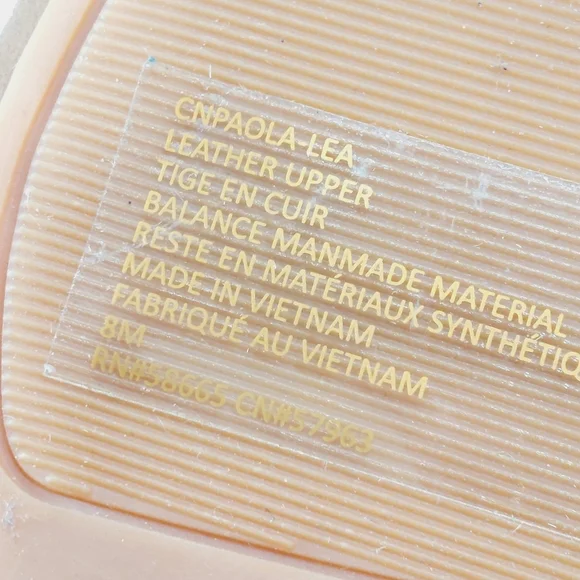 CNPAOLA-LEA
LEATHER UPPER
TIGE EN CUIR
BALANCE MANMADE MATERIAL
RESTE EN MATÉRIAUX SYNTHÉTIQ
MADE IN VIETNAM
FABRIQUÉ AU VIETNAM
8M
RN#58665 CN#57963